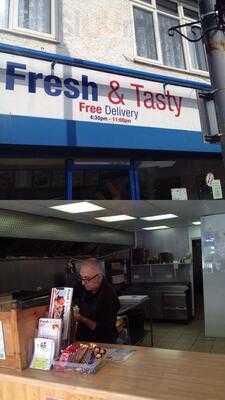 Fresh & Tasty
Free Delivery
4:30pm - 11:00pm